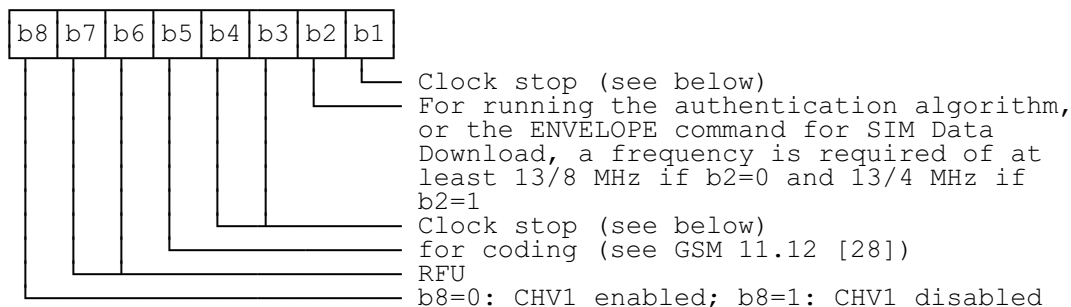 b8 b7 b6 b5 b4 b3 b2 b1
Clock stop (see below)
For running the authentication algorithm,
or the ENVELOPE command for SIM Data
Download, a frequency is required of at
least 13/8 MHz if b2=0 and 13/4 MHz if
b2=1
Clock stop (see below)
for coding (see GSM 11.12 [28])
RFU
b8=0: CHV1 enabled; b8=1: CHV1 disabled